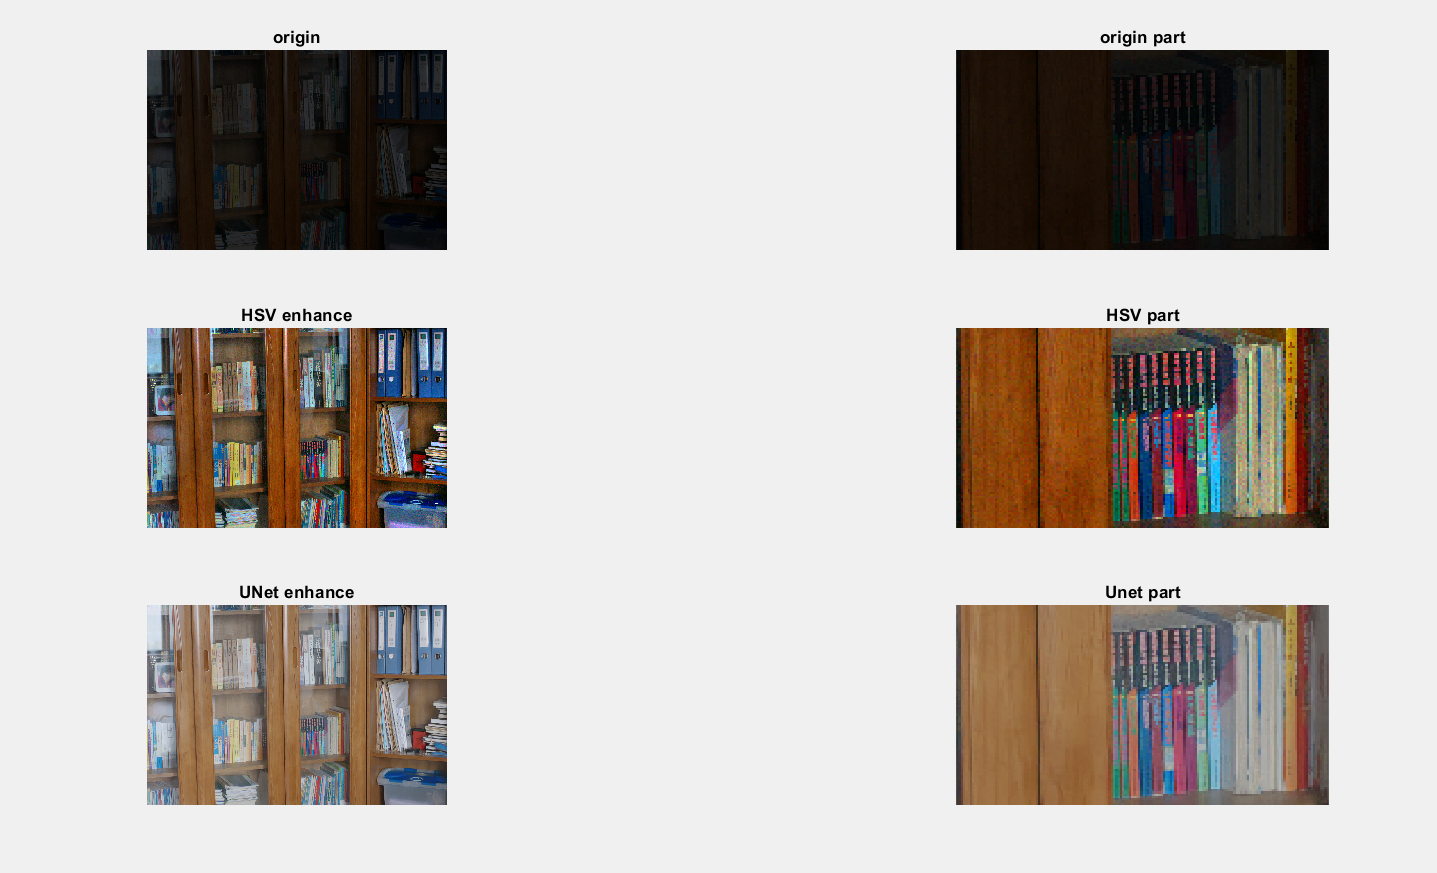 origin
origin part
HSV enhance
HSV part
UNet enhance
Unet part